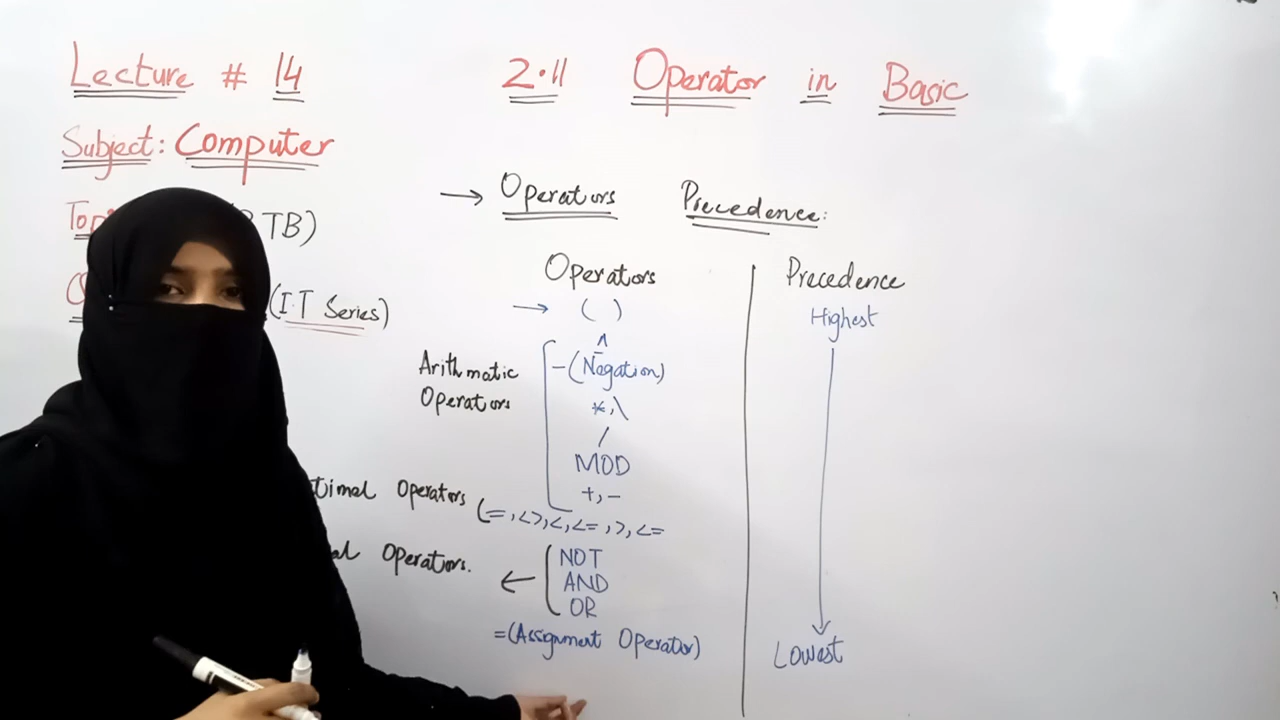 Lecture # 14
2.11 Operator in Basic
Subject: Computer
→ Operators Precedence:
TB)
(I.T Series)
Operators
Precedence
→ ( )
Highest
^
Arithmatic
Operators
-(Negation)
*,\
/
MOD
+,-
Operators (=,<>,<,<=,>,<=
Operators.
←
NOT
AND
OR
=(Assignment Operator)
Lowest